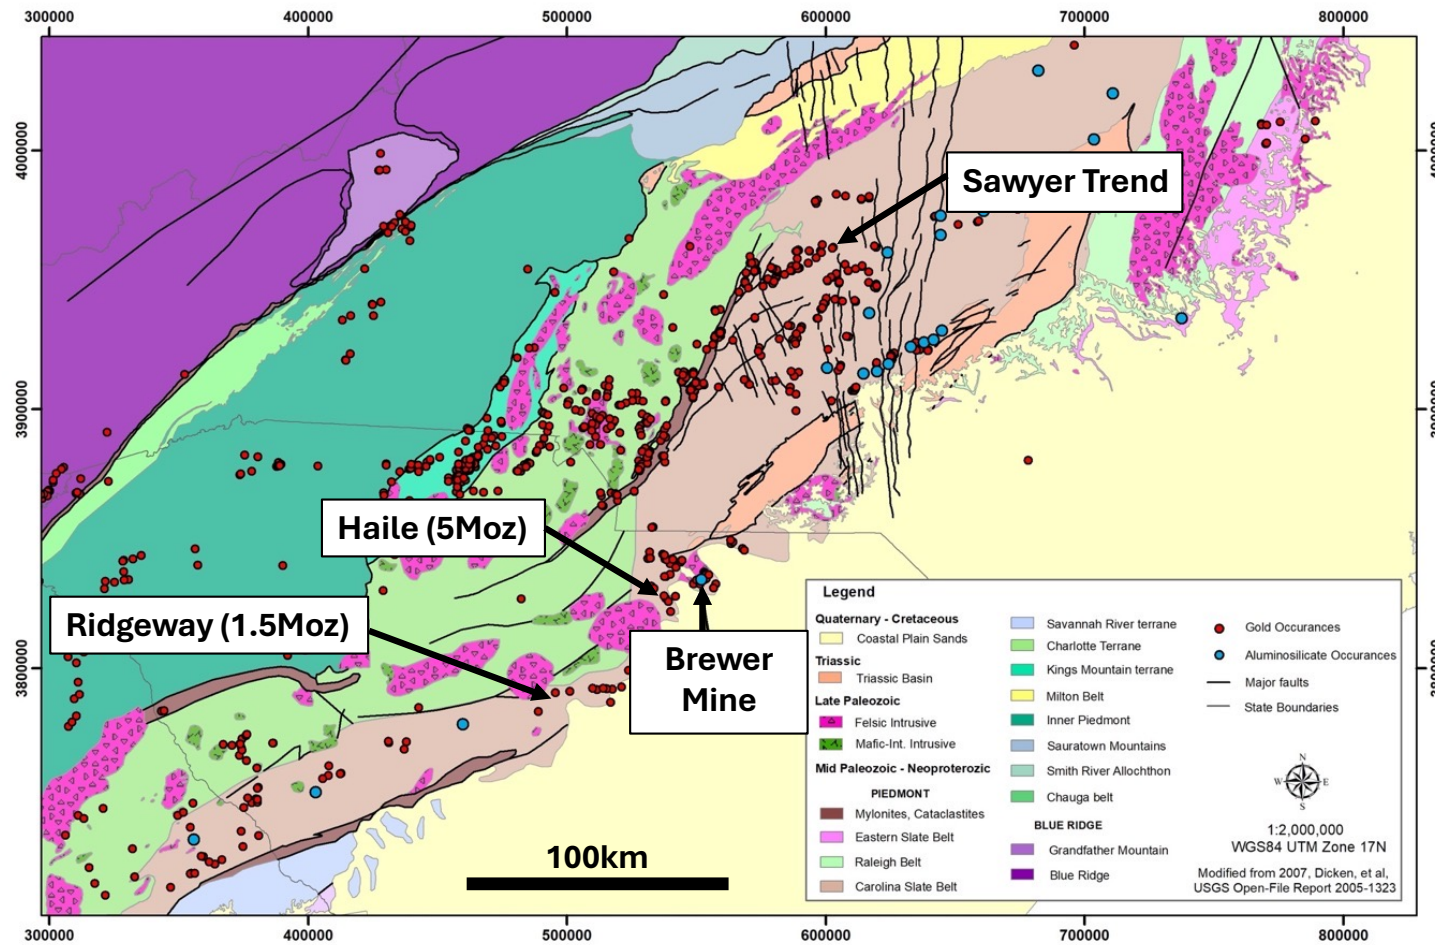 300000
400000
500000
600000
700000
800000
4000000
3900000
3800000
4000000
Sawyer Trend
Haile (5Moz)
Ridgeway (1.5Moz)
Brewer
Mine
100km
Legend
Quaternary - Cretaceous
Coastal Plain Sands
Triassic
Triassic Basin
Late Paleozoic
Felsic Intrusive
Mafic-Int. Intrusive
Mid Paleozoic - Neoproterozic
PIEDMONT
Mylonites, Cataclastites
Eastern Slate Belt
Raleigh Belt
Carolina Slate Belt
Savannah River terrane
Charlotte Terrane
Kings Mountain terrane
Milton Belt
Inner Piedmont
Sauratown Mountains
Smith River Allochthon
Chauga belt
BLUE RIDGE
Grandfather Mountain
Blue Ridge
Gold Occurances
Aluminosilicate Occurances
Major faults
State Boundaries
N
W
E
S
1:2,000,000
WGS84 UTM Zone 17N
Modified from 2007, Dicken, et al,
USGS Open-File Report 2005-1323
300000
400000
500000
600000
700000
800000